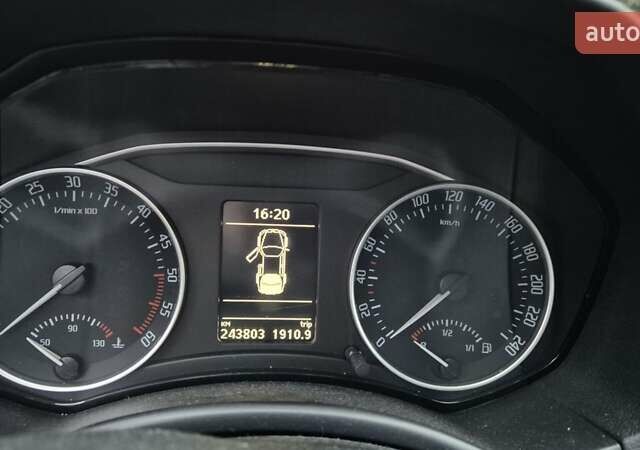 auto
20 25 30 35 40 45 50 55 60
1/min x 100
50 90 130
16:20
KM trip
243803 1910.9
0 20 40 60 80 100 120 140 160 180 200 220 240
km/h
1/2 1/1